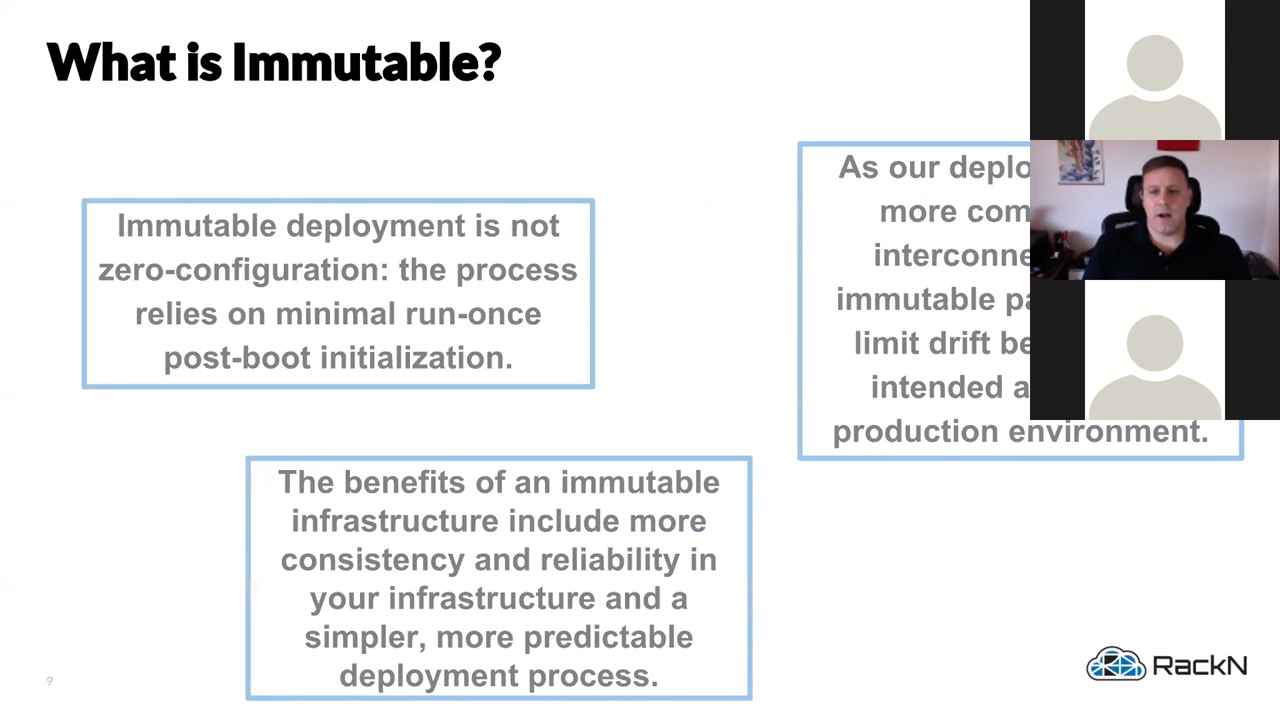 What is Immutable?
Immutable deployment is not
zero-configuration: the process
relies on minimal run-once
post-boot initialization.
As our deplo
more com
interconne
immutable pa
limit drift be
intended a
production environment.
The benefits of an immutable
infrastructure include more
consistency and reliability in
your infrastructure and a
simpler, more predictable
deployment process.
9
RackN